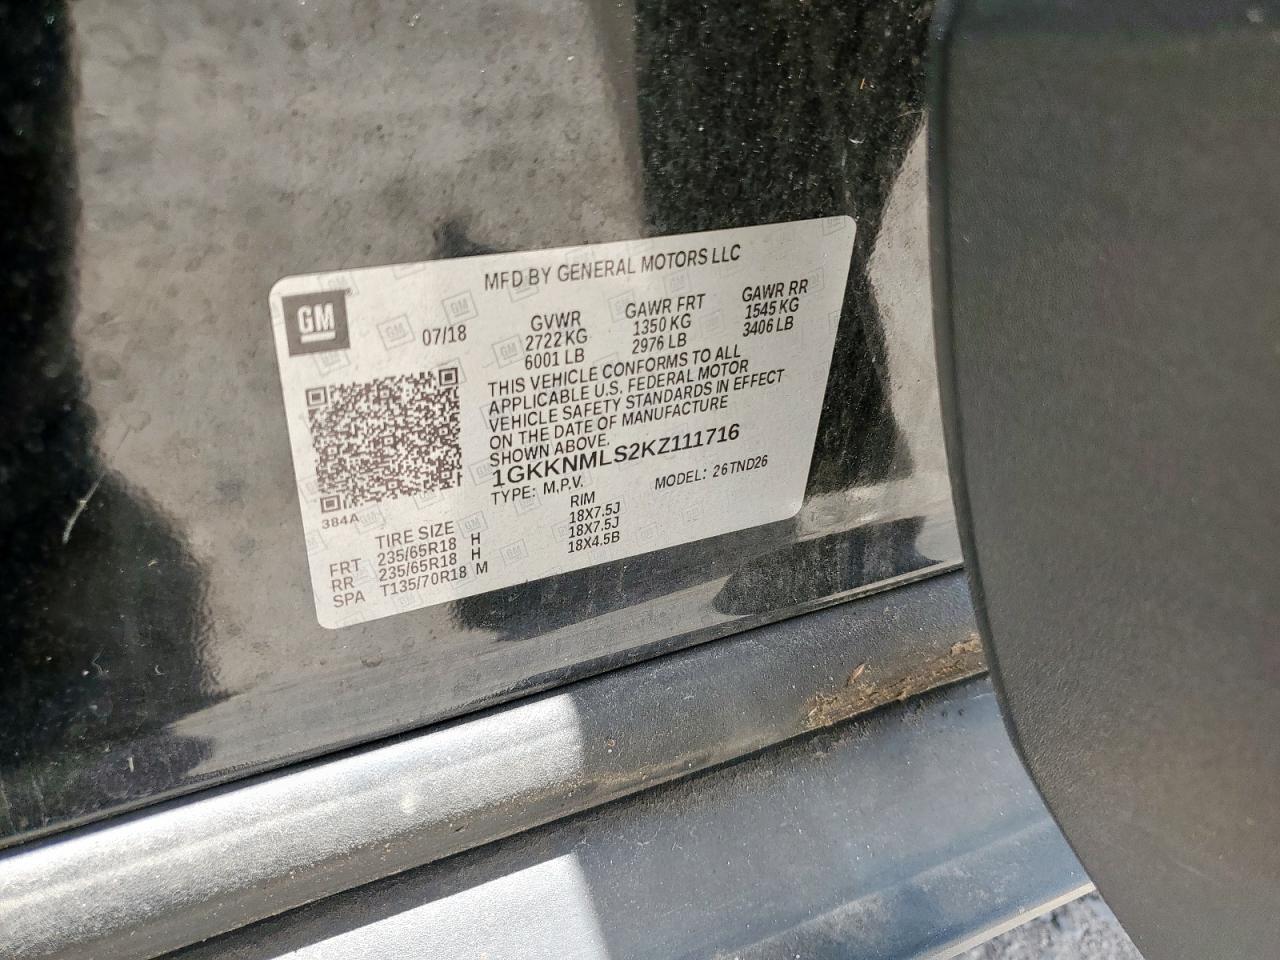 MFD BY GENERAL MOTORS LLC
GM
07/18
GVWR GAWR FRT GAWR RR
2722 KG 1350 KG 1545 KG
6001 LB 2976 LB 3406 LB
THIS VEHICLE CONFORMS TO ALL
APPLICABLE U.S. FEDERAL MOTOR
VEHICLE SAFETY STANDARDS IN EFFECT
ON THE DATE OF MANUFACTURE
SHOWN ABOVE.
1GKKNMLS2KZ111716
TYPE: M.P.V. MODEL: 26TND26
384A
TIRE SIZE RIM
FRT 235/65R18 H 18X7.5J
RR 235/65R18 H 18X7.5J
SPA T135/70R18 M 18X4.5B